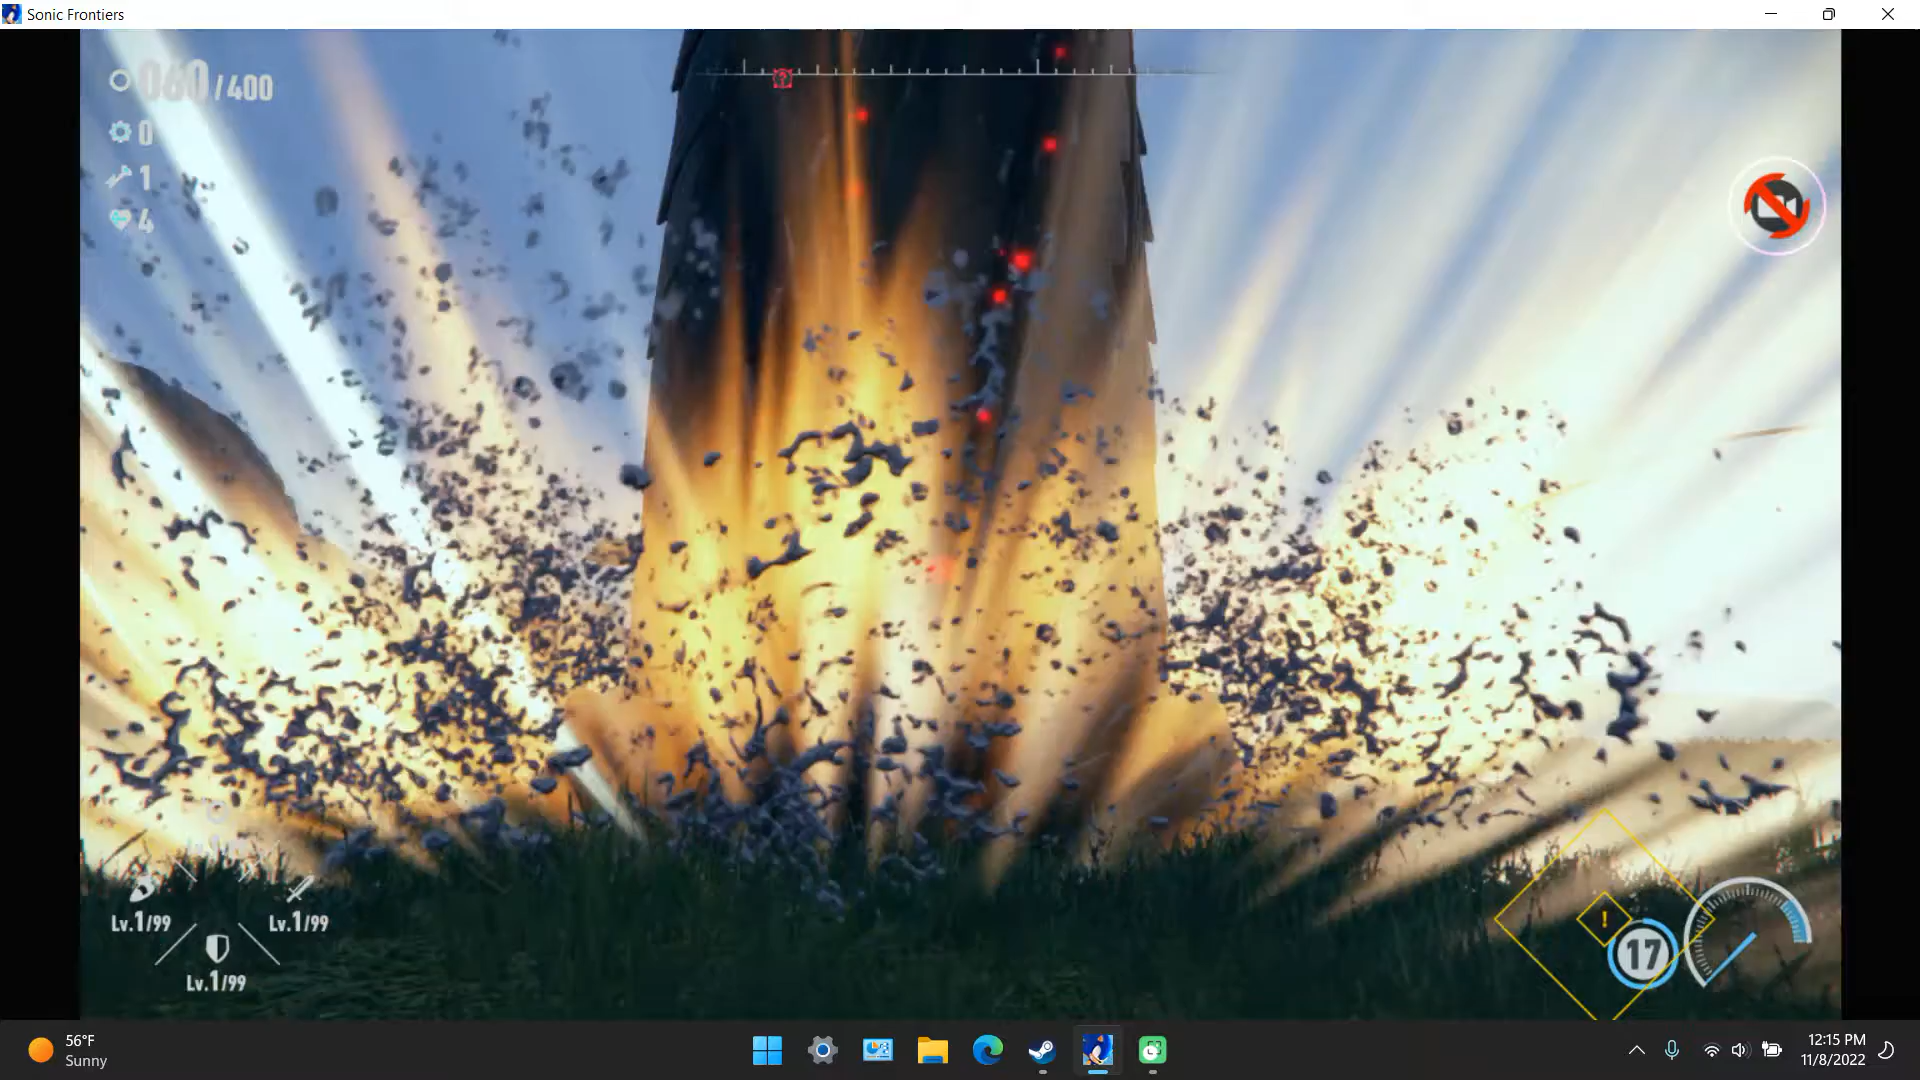 Sonic Frontiers
060/400
0
1
4
Lv.1/99
Lv.1/99
Lv.1/99
!
17
56°F
Sunny
12:15 PM
11/8/2022